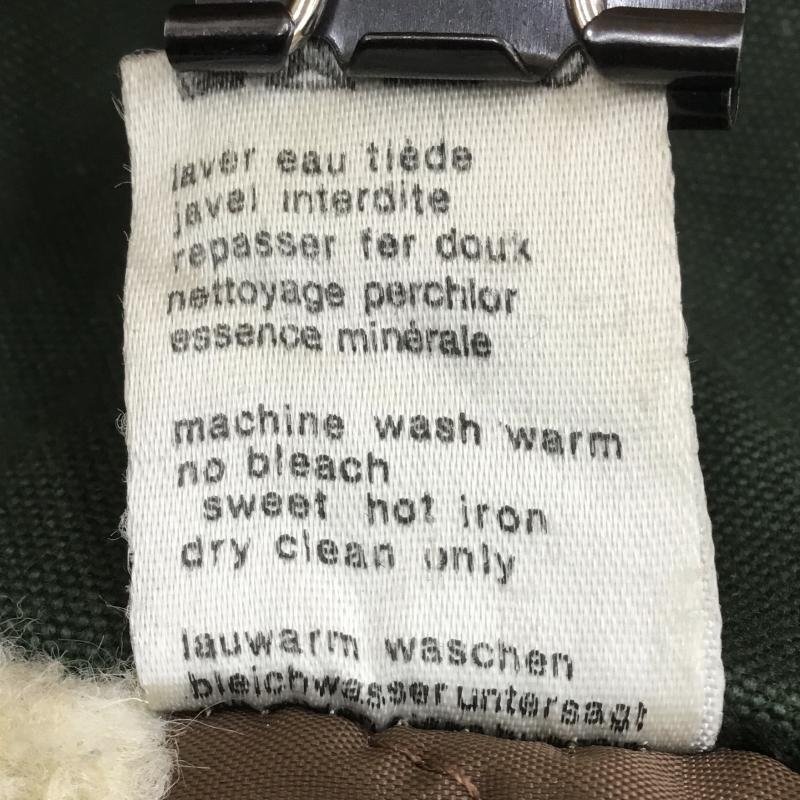 laver eau tiède
javel interdite
repasser fer doux
nettoyage perchlor
essence minérale
machine wash warm
no bleach
sweet hot iron
dry clean only
lauwarm waschen
bleichwasser untersagt